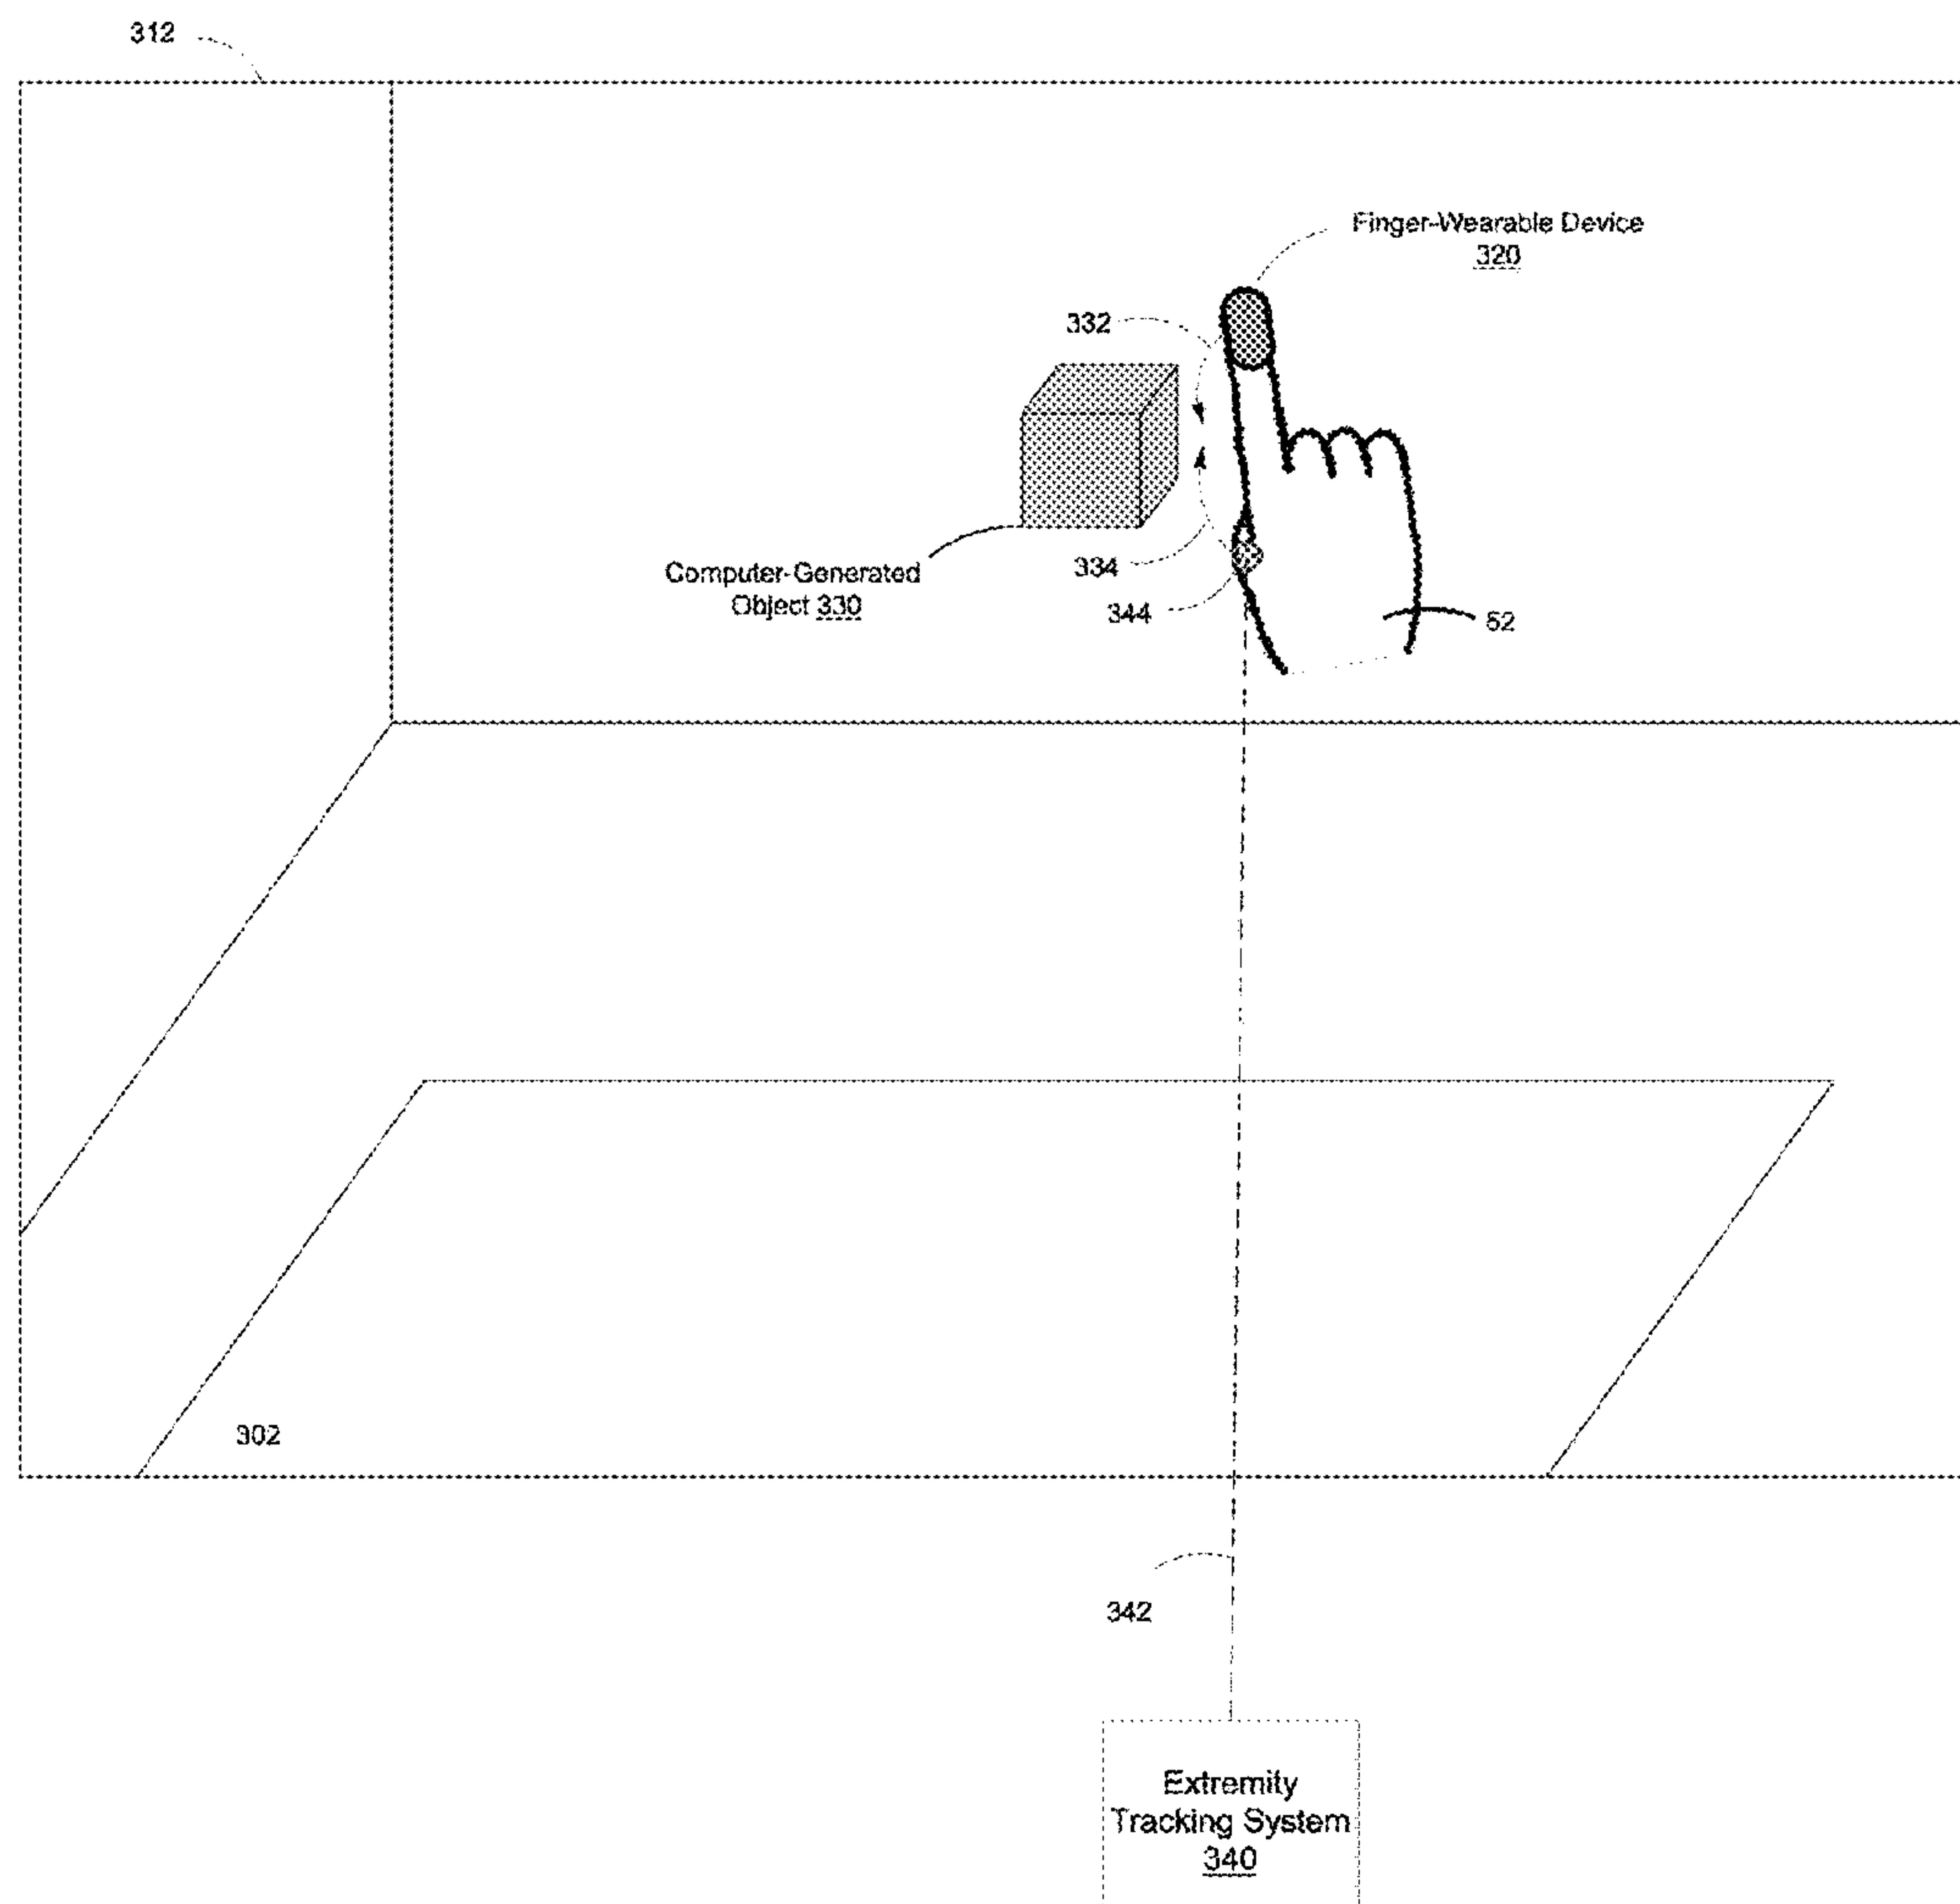 312
Finger-Wearable Device
320
332
Computer-Generated
Object 330
334
344
52
302
342
Extremity
Tracking System
340